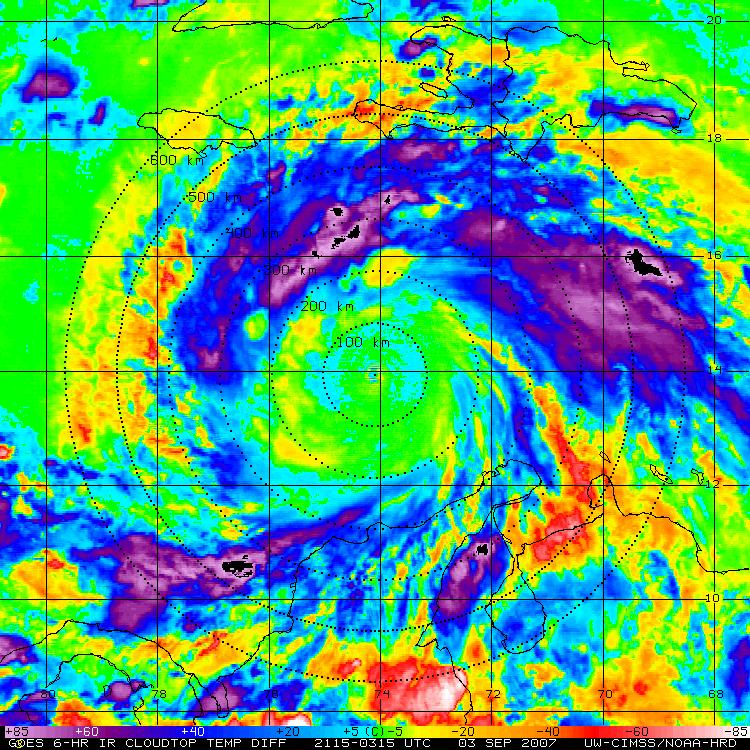 20
18
600 km
500 km
400 km
16
300 km
200 km
100 km
14
12
10
80 78 76 74 72 70 68
+85 +60 +40 +20 +5 (C) -5 -20 -40 -60 -85
GOES 6-HR IR CLOUDTOP TEMP DIFF 2115-0315 UTC 03 SEP 2007 UW-CIMSS/NOAA-HRD